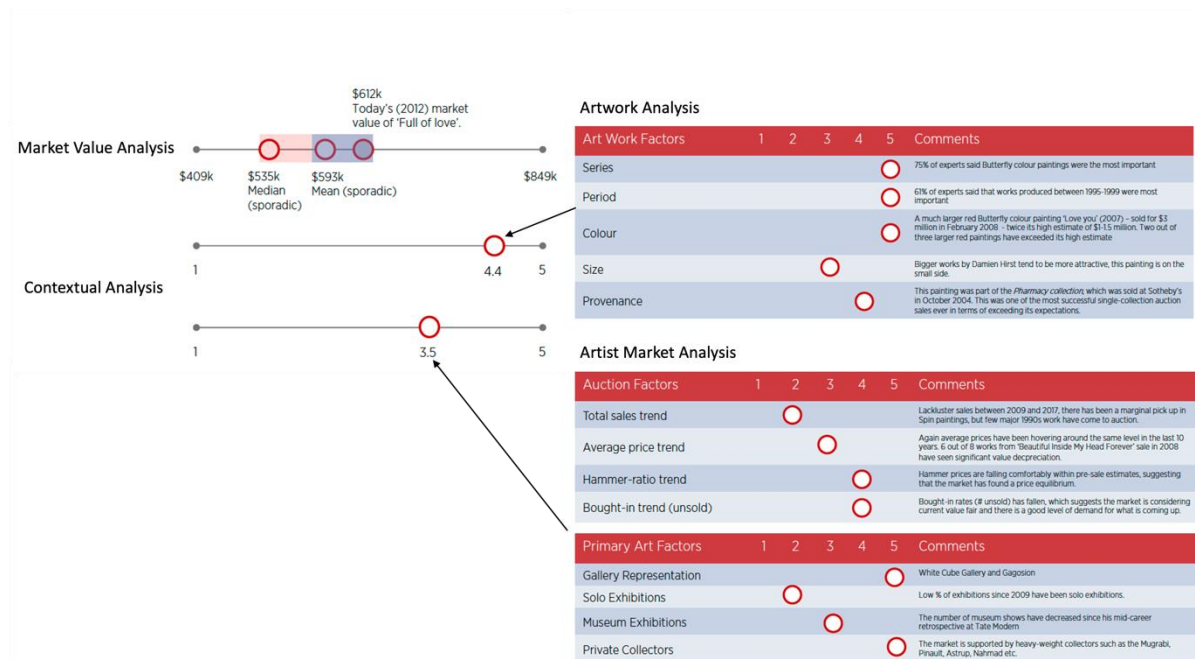 $612k
Today's (2012) market
value of 'Full of love'.
Market Value Analysis
$409k
$535k
Median
(sporadic)
$593k
Mean (sporadic)
$849k
1
4.4
5
Contextual Analysis
1
3.5
5
Artwork Analysis
Art Work Factors 1 2 3 4 5 Comments
Series 75% of experts said Butterfly colour paintings were the most important
Period 61% of experts said that works produced between 1995-1999 were most
important
Colour A much larger red Butterfly colour painting 'Love you' (2007) – sold for $3
million in February 2008 - twice its high estimate of $1-1.5 million. Two out of
three larger red paintings have exceeded its high estimate
Size Bigger works by Damien Hirst tend to be more attractive, this painting is on the
small side.
Provenance This painting was part of the Pharmacy collection, which was sold at Sotheby's
in October 2004. This was one of the most successful single-collection auction
sales ever in terms of exceeding its expectations.
Artist Market Analysis
Auction Factors 1 2 3 4 5 Comments
Total sales trend Lackluster sales between 2009 and 2017, there has been a marginal pick up in
Spin paintings, but few major 1990s work have come to auction.
Average price trend Again average prices have been hovering around the same level in the last 10
years. 6 out of 8 works from 'Beautiful Inside My Head Forever' sale in 2008
have seen significant value decpreciation.
Hammer-ratio trend Hammer prices are falling comfortably within pre-sale estimates, suggesting
that the market has found a price equilibrium.
Bought-in trend (unsold) Bought-in rates (# unsold) has fallen, which suggests the market is considering
current value fair and there is a good level of demand for what is coming up.
Primary Art Factors 1 2 3 4 5 Comments
Gallery Representation White Cube Gallery and Gagosion
Solo Exhibitions Low % of exhibitions since 2009 have been solo exhibitions.
Museum Exhibitions The number of museum shows have decreased since his mid-career
retrospective at Tate Modern
Private Collectors The market is supported by heavy-weight collectors such as the Mugrabi,
Pinault, Astrup, Nahmad etc.